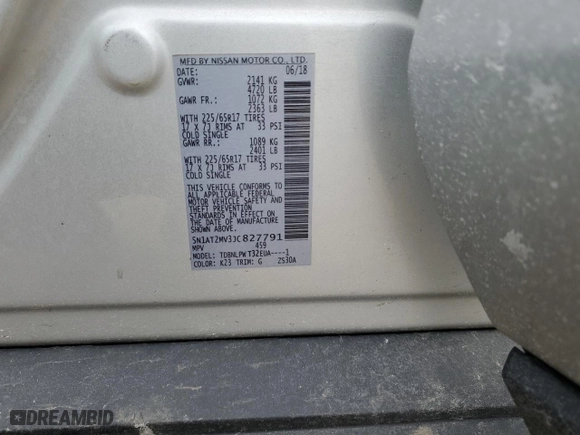 MFD BY NISSAN MOTOR CO., LTD.
DATE: 06/18
GVWR: 2141 KG
4720 LB
GAWR FR.: 1072 KG
2363 LB
WITH 225/65R17 TIRES
17 X 7J RIMS AT 33 PSI
COLD SINGLE
GAWR RR.: 1089 KG
2401 LB
WITH 225/65R17 TIRES
17 X 7J RIMS AT 33 PSI
COLD SINGLE
THIS VEHICLE CONFORMS TO
ALL APPLICABLE FEDERAL
MOTOR VEHICLE SAFETY AND
THEFT PREVENTION
STANDARDS IN EFFECT ON
THE DATE OF MANUFACTURE
SHOWN ABOVE.
5N1AT2MV3JC827791
MPV 459
MODEL: TDBNLPWT32EUA----1
COLOR: K23 TRIM: G 2S30A
DREAMBID